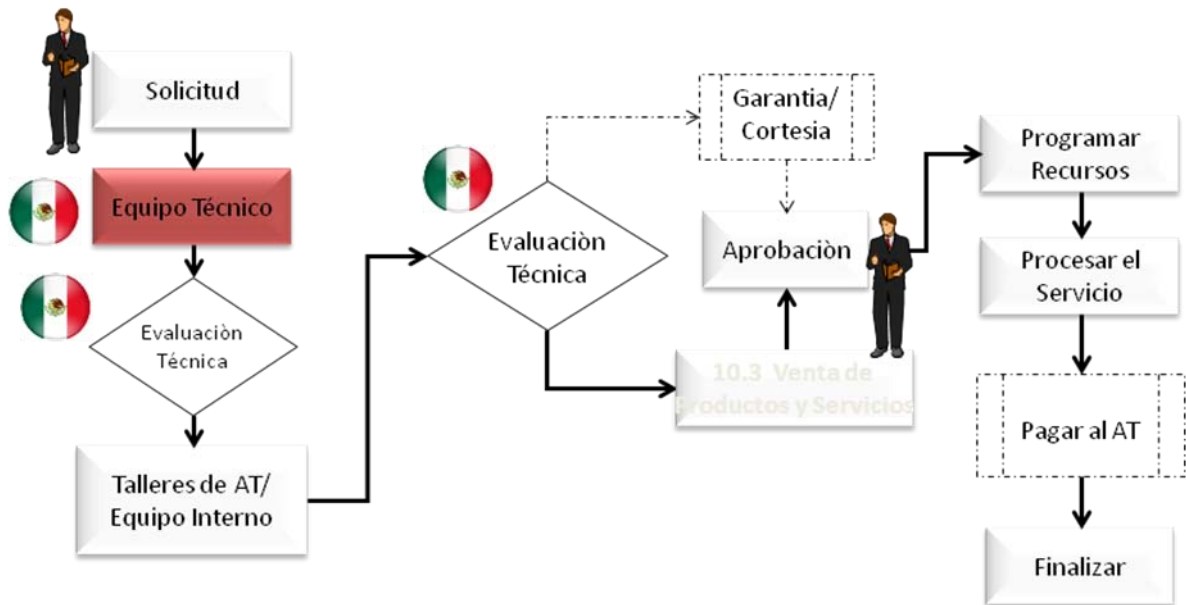 Solicitud
Equipo Técnico
Evaluaciòn
Técnica
Talleres de AT/
Equipo Interno
Evaluaciòn
Técnica
Garantia/
Cortesia
Aprobaciòn
10.3 Venta de
Productos y Servicios
Programar
Recursos
Procesar el
Servicio
Pagar al AT
Finalizar